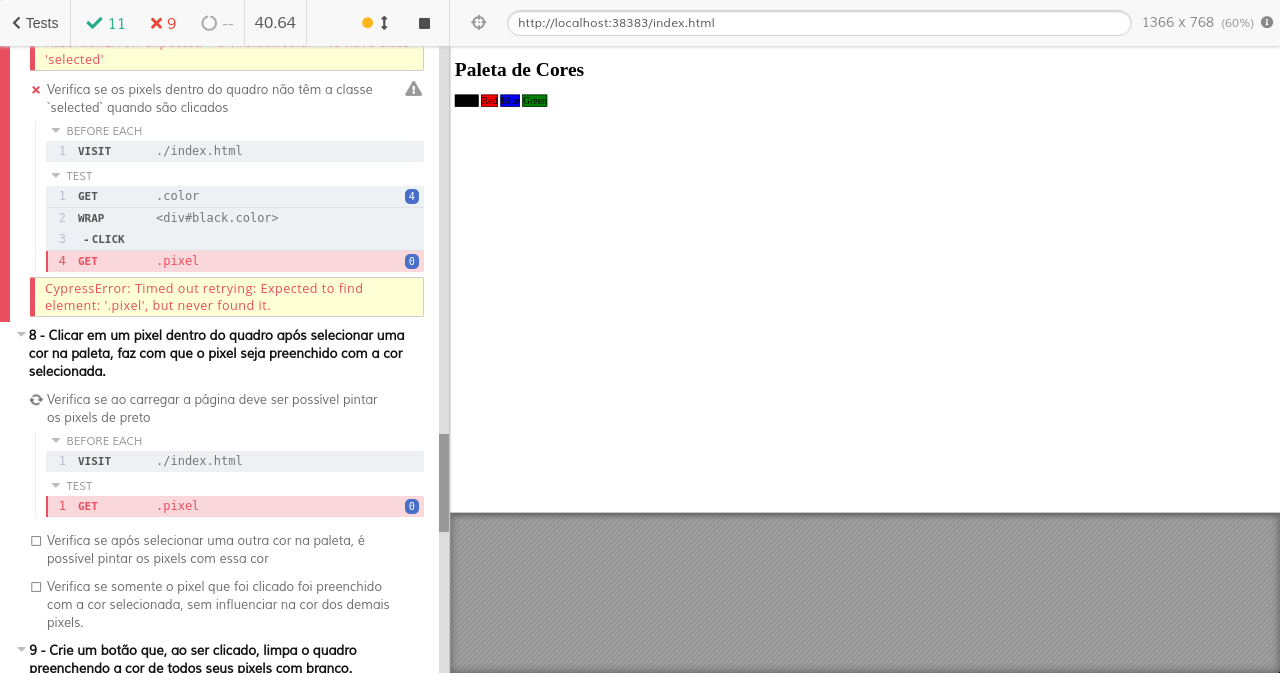 Tests
11
9
--
40.64
http://localhost:38383/index.html
1366 x 768 (60%)
'selected'
Verifica se os pixels dentro do quadro não têm a classe
`selected` quando são clicados
BEFORE EACH
1 VISIT ./index.html
TEST
1 GET .color 4
2 WRAP <div#black.color>
3 - CLICK
4 GET .pixel 0
CypressError: Timed out retrying: Expected to find
element: '.pixel', but never found it.
8 - Clicar em um pixel dentro do quadro após selecionar uma
cor na paleta, faz com que o pixel seja preenchido com a cor
selecionada.
Verifica se ao carregar a página deve ser possível pintar
os pixels de preto
BEFORE EACH
1 VISIT ./index.html
TEST
1 GET .pixel 0
Verifica se após selecionar uma outra cor na paleta, é
possível pintar os pixels com essa cor
Verifica se somente o pixel que foi clicado foi preenchido
com a cor selecionada, sem influenciar na cor dos demais
pixels.
9 - Crie um botão que, ao ser clicado, limpa o quadro
preenchendo a cor de todos seus pixels com branco.
Paleta de Cores
Red Blue Green